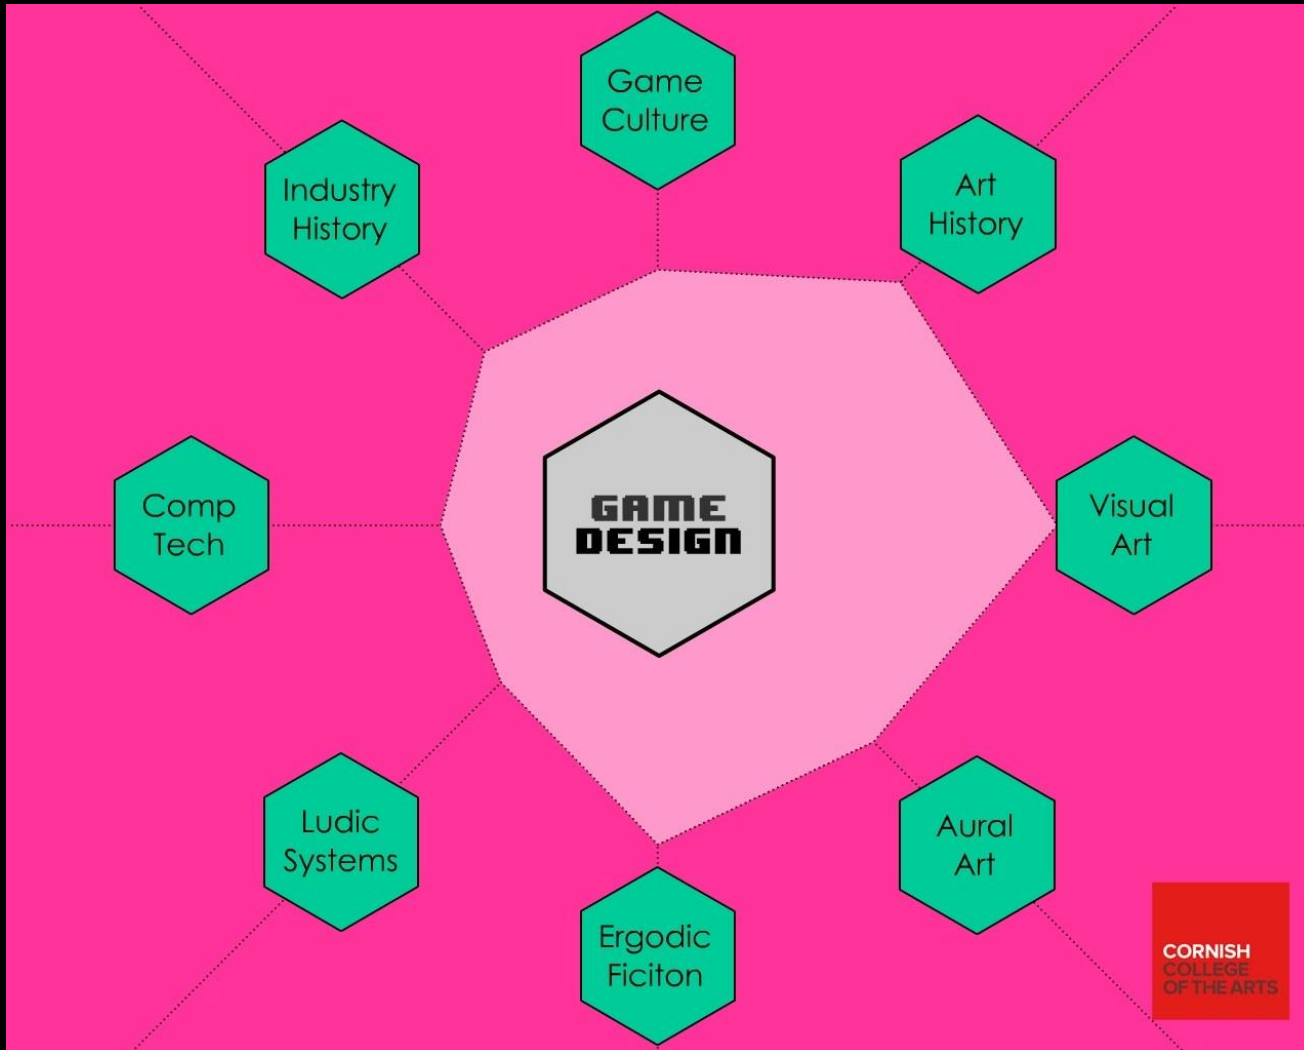 Game
Culture
Industry
History
Art
History
Comp
Tech
GAME
DESIGN
Visual
Art
Ludic
Systems
Aural
Art
Ergodic
Ficiton
CORNISH
COLLEGE
OF THE ARTS